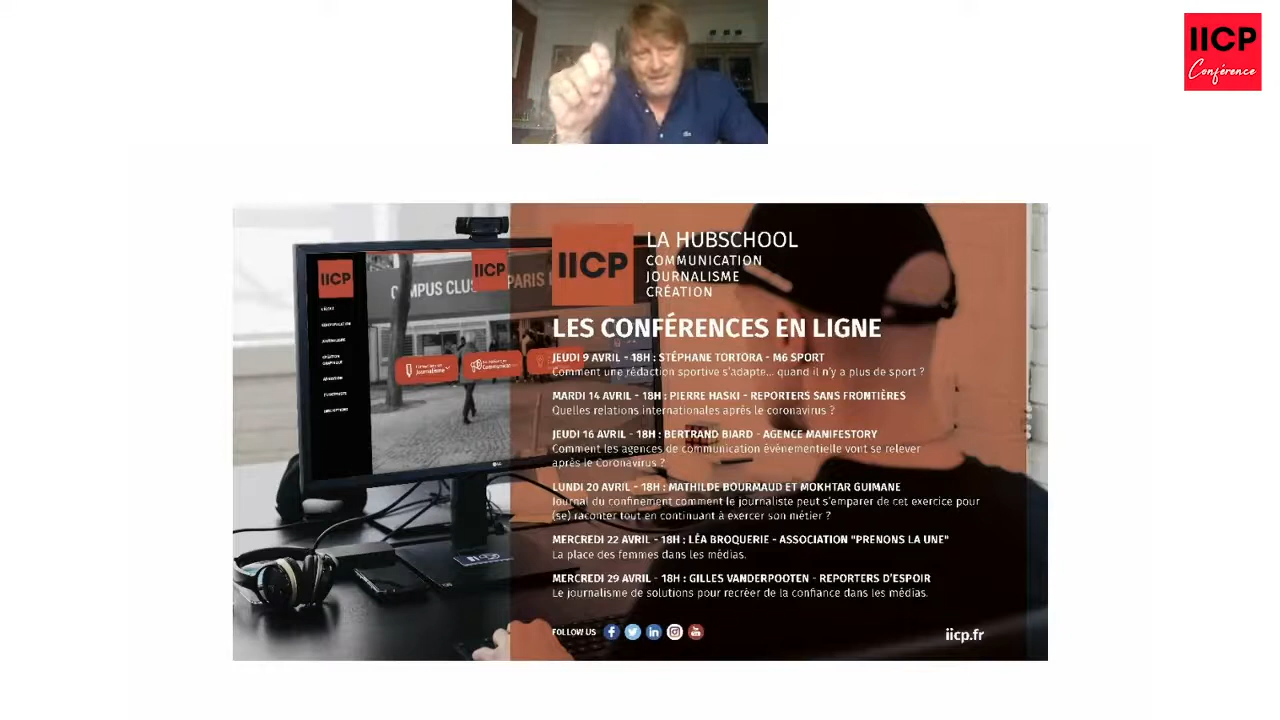 IICP
Conférence
IICP
LA HUBSCHOOL
COMMUNICATION
JOURNALISME
CRÉATION
IICP
IICP
CAMPUS CLUS
PARIS
LES CONFÉRENCES EN LIGNE
JEUDI 9 AVRIL - 18H : STÉPHANE TORTORA - M6 SPORT
Comment une rédaction sportive s'adapte... quand il n'y a plus de sport ?
MARDI 14 AVRIL - 18H : PIERRE HASKI - REPORTERS SANS FRONTIÈRES
Quelles relations internationales après le coronavirus ?
JEUDI 16 AVRIL - 18H : BERTRAND BIARD - AGENCE MANIFESTORY
Comment les agences de communication évènementielle vont se relever
après le Coronavirus ?
LUNDI 20 AVRIL - 18H : MATHILDE BOURMAUD ET MOKHTAR GUIMANE
Journal du confinement comment le journaliste peut s'emparer de cet exercice pour
(se) raconter tout en continuant à exercer son métier ?
MERCREDI 22 AVRIL - 18H : LÉA BROQUERIE - ASSOCIATION "PRENONS LA UNE"
La place des femmes dans les médias.
MERCREDI 29 AVRIL - 18H : GILLES VANDERPOOTEN - REPORTERS D'ESPOIR
Le journalisme de solutions pour recréer de la confiance dans les médias.
FOLLOW US
iicp.fr